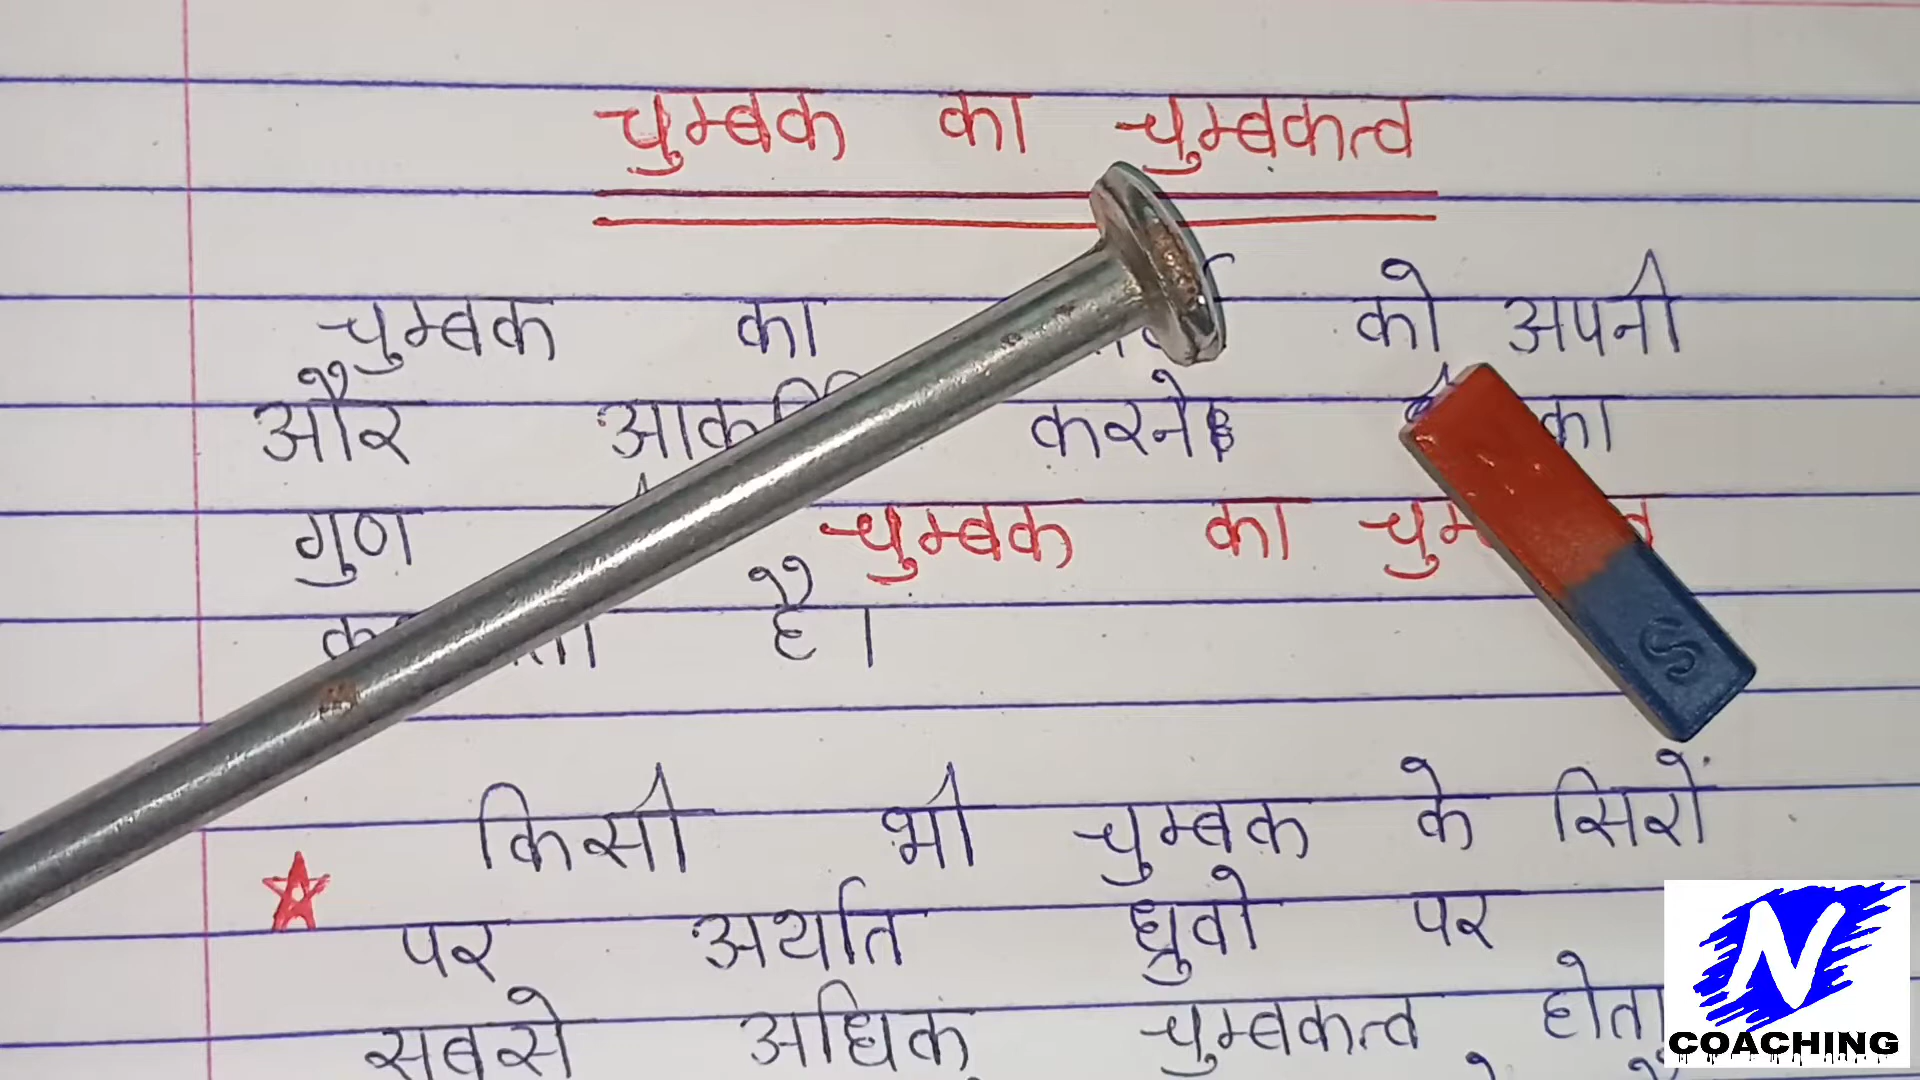 चुम्बक का चुम्बकत्व
चुम्बक का को अपनी
और करने का
गुण चुम्बक का
है।
किसी भी चुम्बक के सिरों
पर अर्थात ध्रुवो पर
सबसे अधिक चुम्बकत्व होता
S
N
COACHING